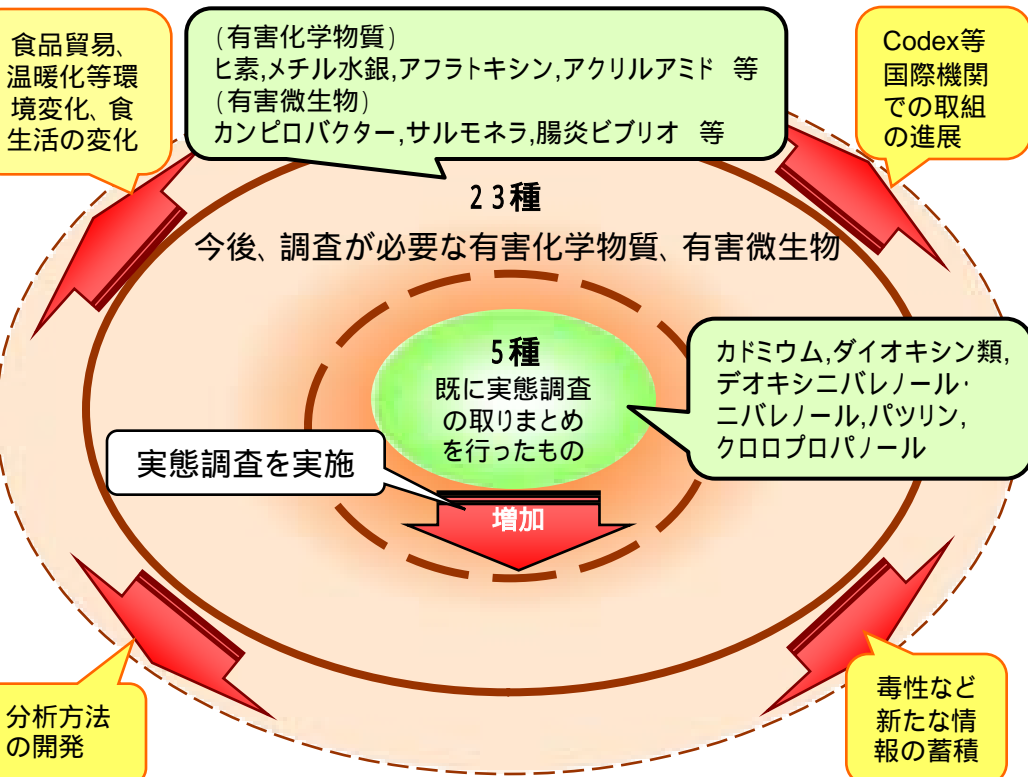 食品貿易、
温暖化等環
境変化、食
生活の変化
(有害化学物質)
ヒ素,メチル水銀,アフラトキシン,アクリルアミド 等
(有害微生物)
カンピロバクター,サルモネラ,腸炎ビブリオ 等
Codex等
国際機関
での取組
の進展
23種
今後、調査が必要な有害化学物質、有害微生物
5種
既に実態調査
の取りまとめ
を行ったもの
カドミウム,ダイオキシン類,
デオキシニバレノール・
ニバレノール,パツリン,
クロロプロパノール
実態調査を実施
増加
分析方法
の開発
毒性など
新たな情
報の蓄積